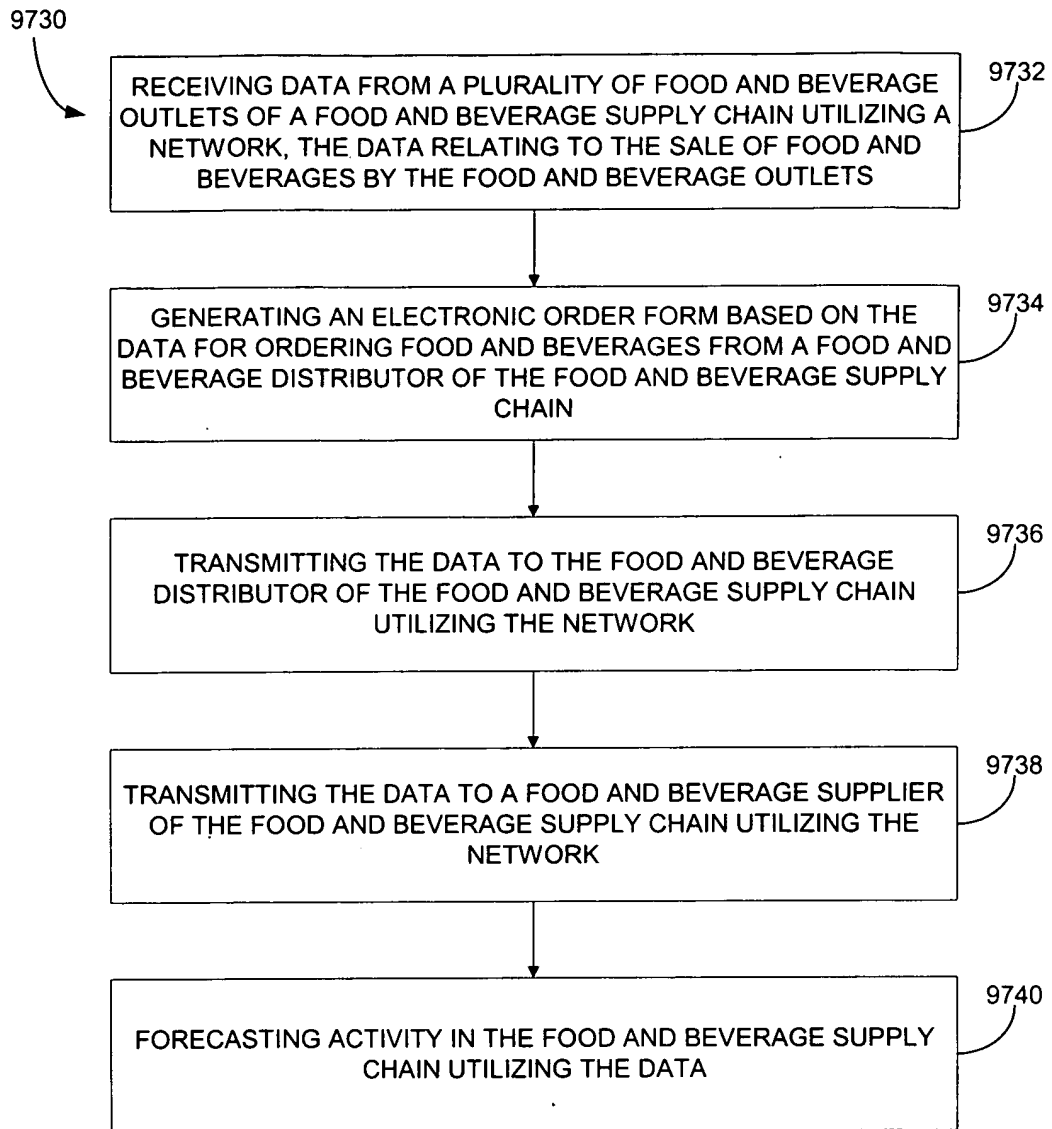 9730
RECEIVING DATA FROM A PLURALITY OF FOOD AND BEVERAGE
OUTLETS OF A FOOD AND BEVERAGE SUPPLY CHAIN UTILIZING A
NETWORK, THE DATA RELATING TO THE SALE OF FOOD AND
BEVERAGES BY THE FOOD AND BEVERAGE OUTLETS
9732
GENERATING AN ELECTRONIC ORDER FORM BASED ON THE
DATA FOR ORDERING FOOD AND BEVERAGES FROM A FOOD AND
BEVERAGE DISTRIBUTOR OF THE FOOD AND BEVERAGE SUPPLY
CHAIN
9734
TRANSMITTING THE DATA TO THE FOOD AND BEVERAGE
DISTRIBUTOR OF THE FOOD AND BEVERAGE SUPPLY CHAIN
UTILIZING THE NETWORK
9736
TRANSMITTING THE DATA TO A FOOD AND BEVERAGE SUPPLIER
OF THE FOOD AND BEVERAGE SUPPLY CHAIN UTILIZING THE
NETWORK
9738
FORECASTING ACTIVITY IN THE FOOD AND BEVERAGE SUPPLY
CHAIN UTILIZING THE DATA
9740